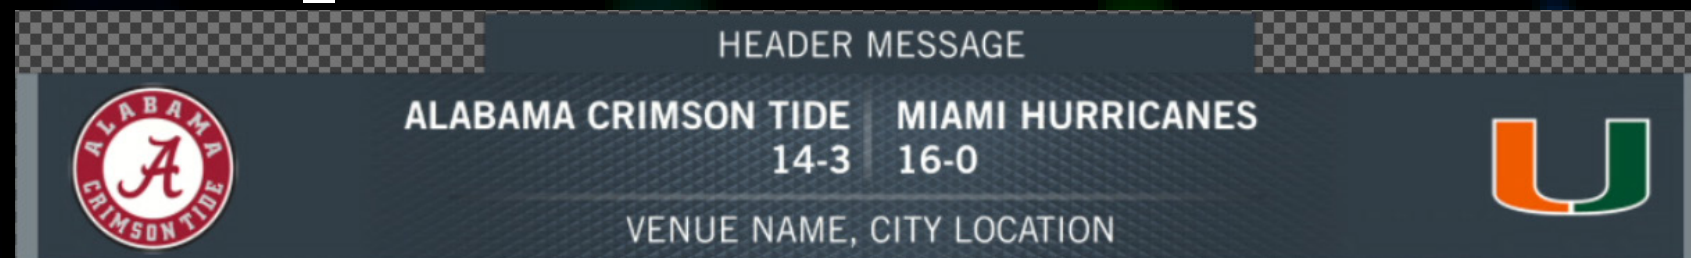 HEADER MESSAGE
ALABAMA CRIMSON TIDE
14-3
MIAMI HURRICANES
16-0
VENUE NAME, CITY LOCATION
ALABAMA
A
CRIMSON TIDE
U